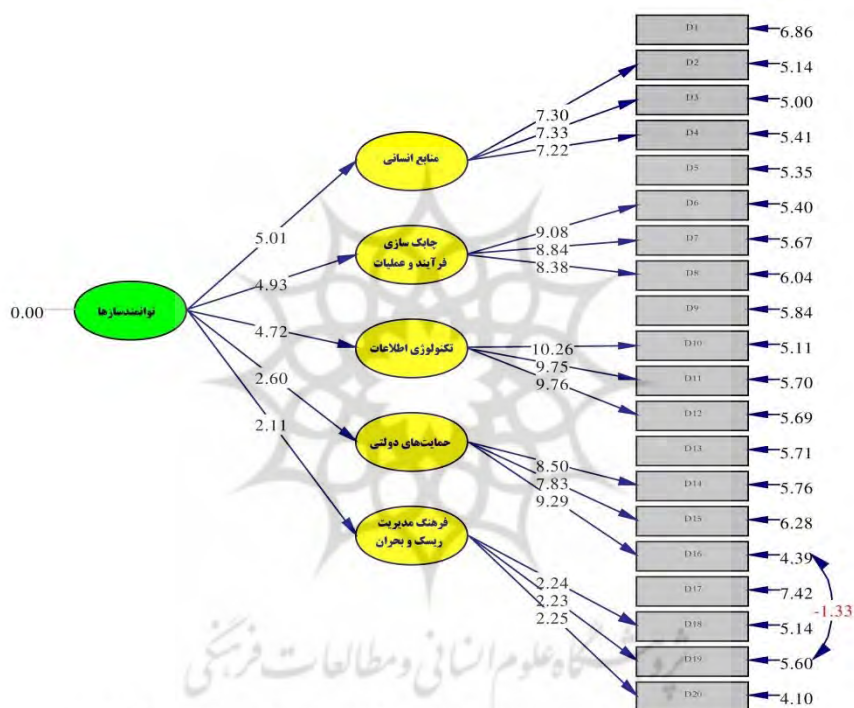 D1
6.86
D2
5.14
7.30
D3
5.00
7.33
D4
5.41
7.22
منابع انسانی
D5
5.35
D6
5.40
9.08
5.01
D7
5.67
8.84
چابک سازی
فرآیند و عملیات
D8
6.04
8.38
4.93
D9
5.84
0.00
توانمندسازها
D10
5.11
10.26
4.72
تکنولوژی اطلاعات
D11
5.70
9.75
D12
5.69
9.76
2.60
D13
5.71
2.11
حمایت‌های دولتی
8.50
D14
5.76
7.83
D15
6.28
9.29
فرهنگ مدیریت
ریسک و بحران
D16
4.39
D17
7.42
-1.33
2.24
D18
5.14
2.23
D19
5.60
2.25
D20
4.10
پژوهشگاه علوم انسانی و مطالعات فرهنگی